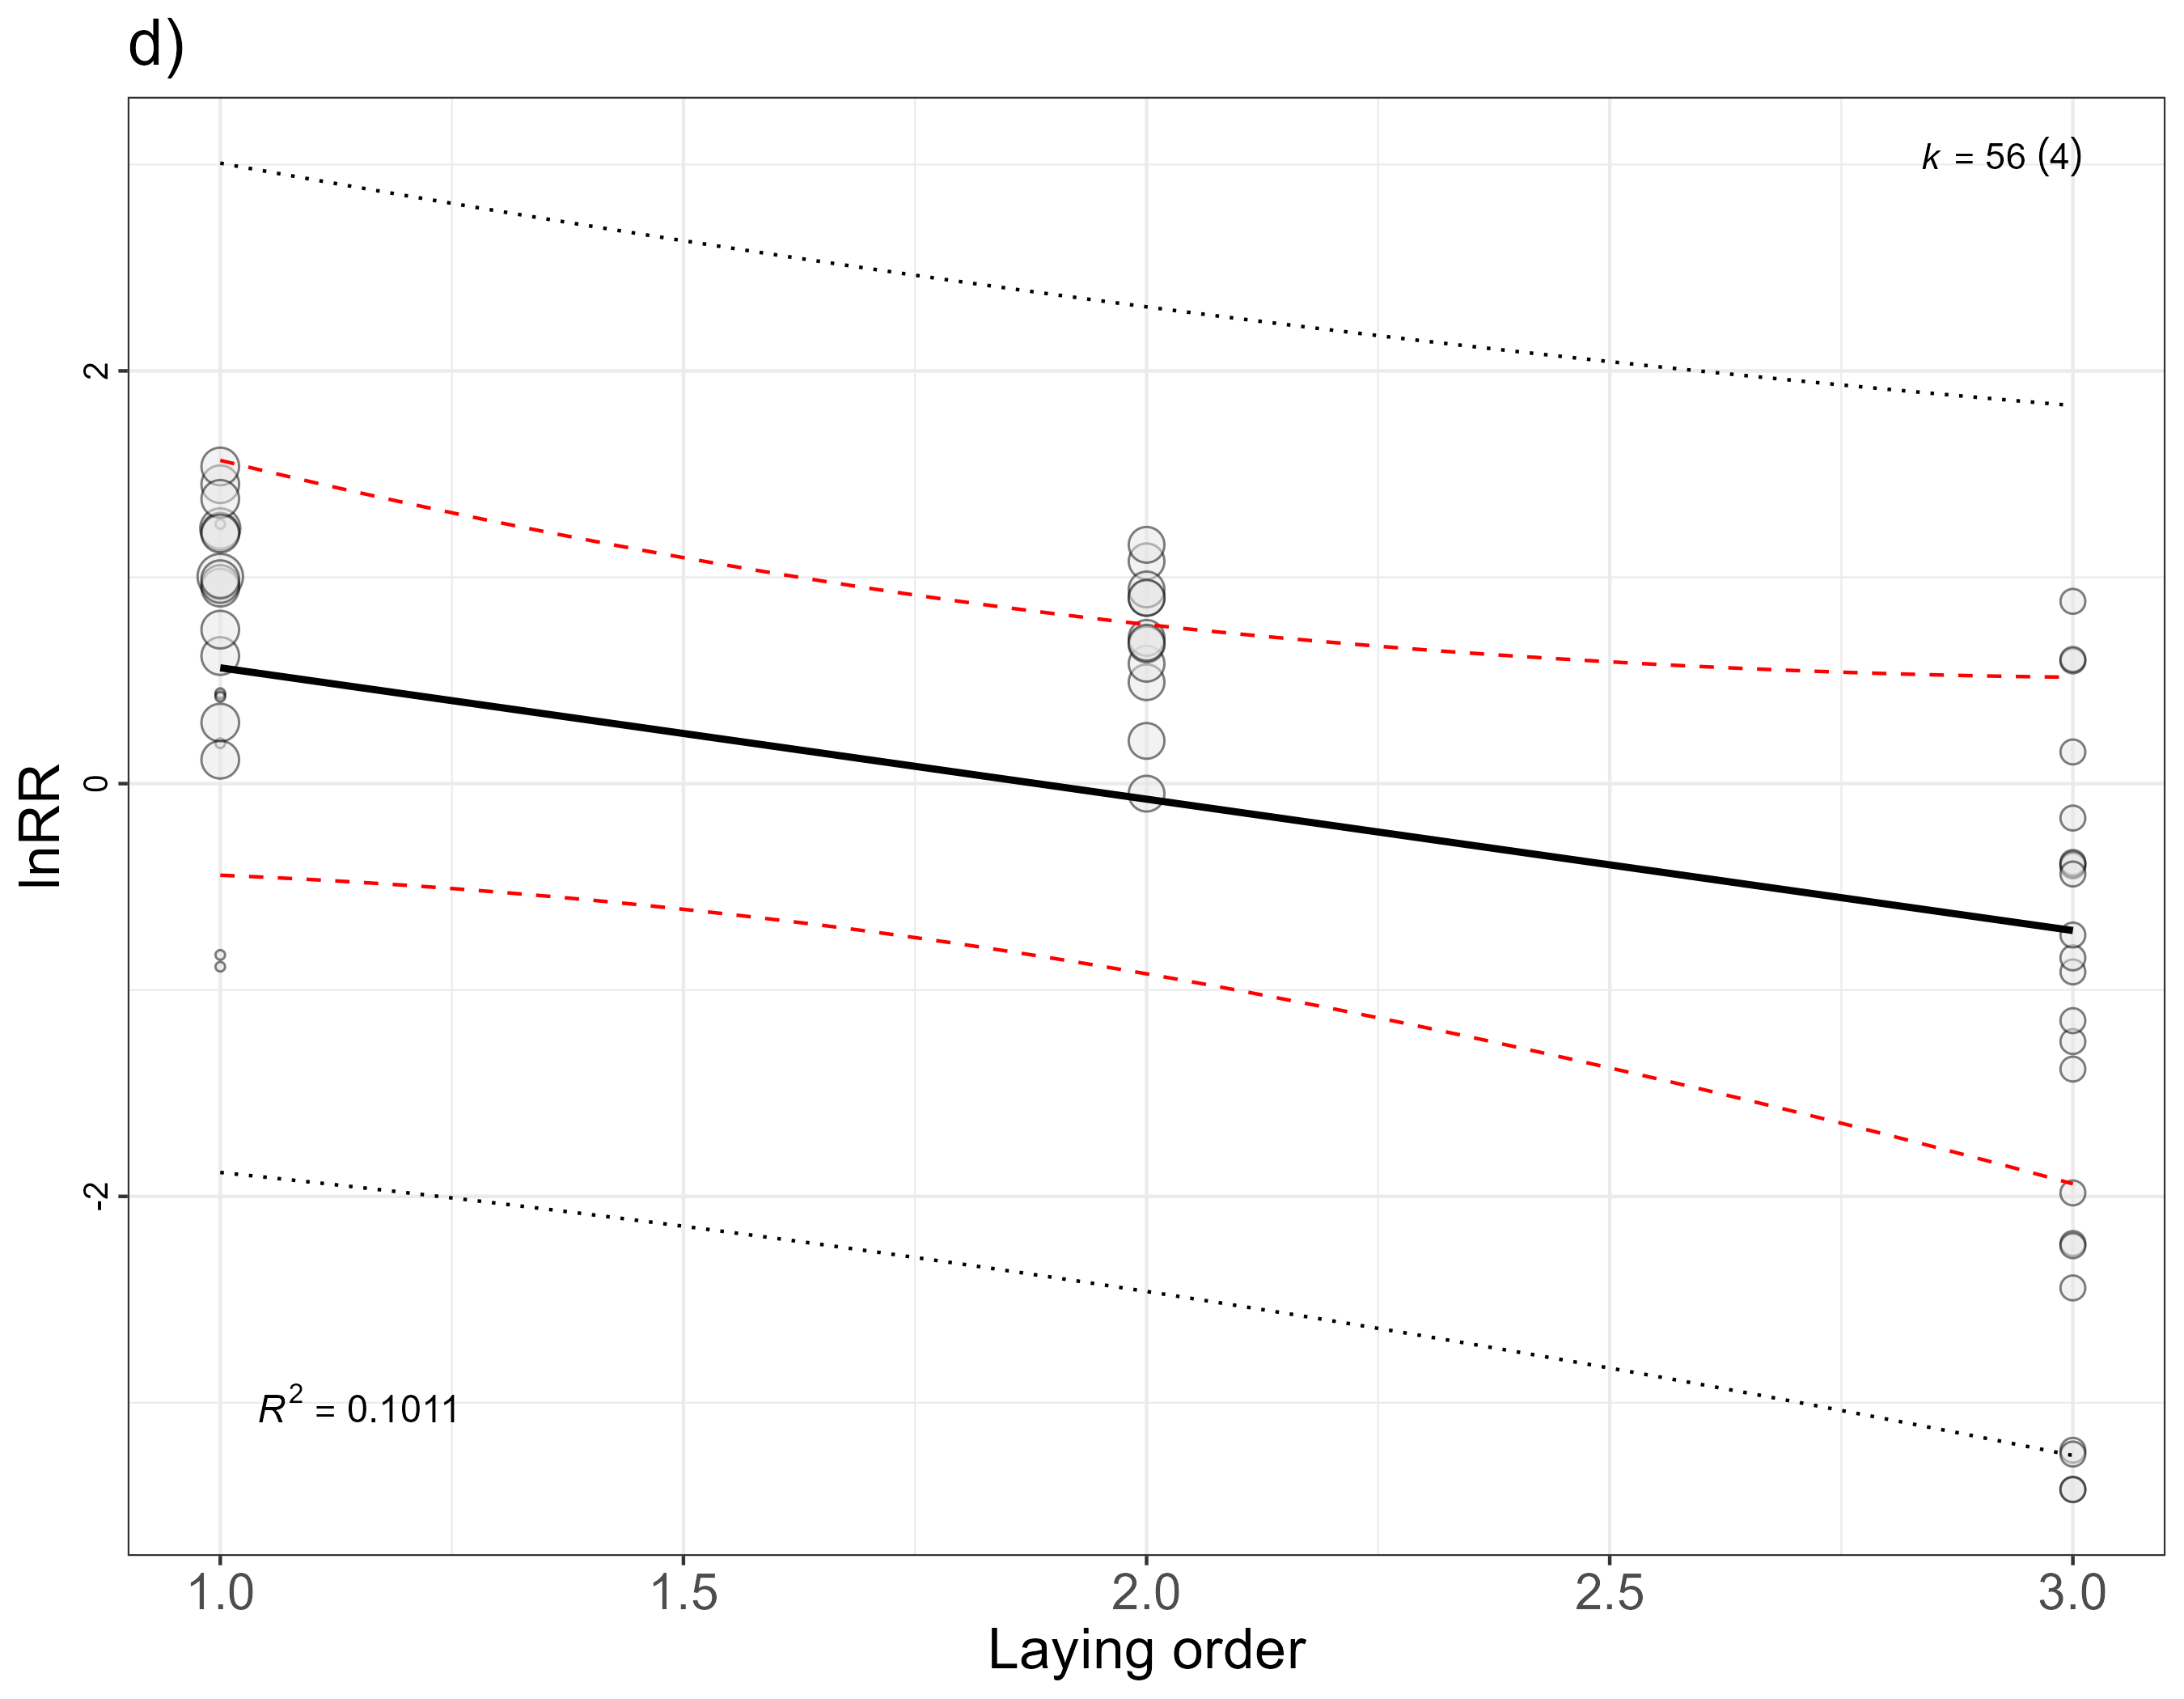 d)
k = 56 (4)
2
0
-2
lnRR
R² = 0.1011
1.0 1.5 2.0 2.5 3.0
Laying order